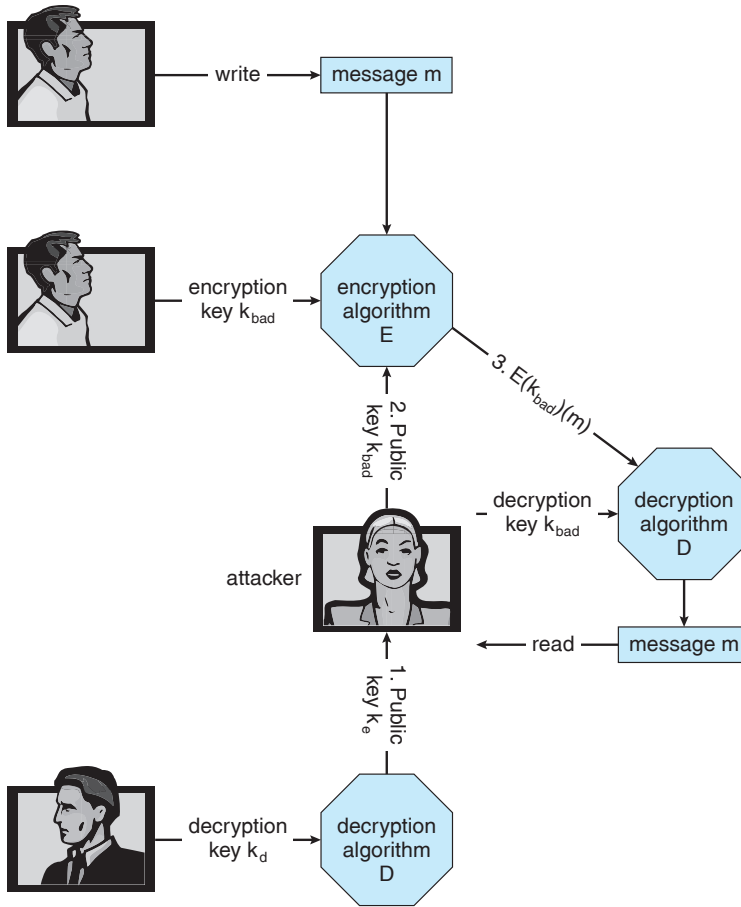 write
message m
encryption
key k_bad
encryption
algorithm
E
3. E(k_bad)(m)
2. Public
key k_bad
decryption
key k_bad
decryption
algorithm
D
attacker
read
message m
1. Public
key k_e
decryption
key k_d
decryption
algorithm
D